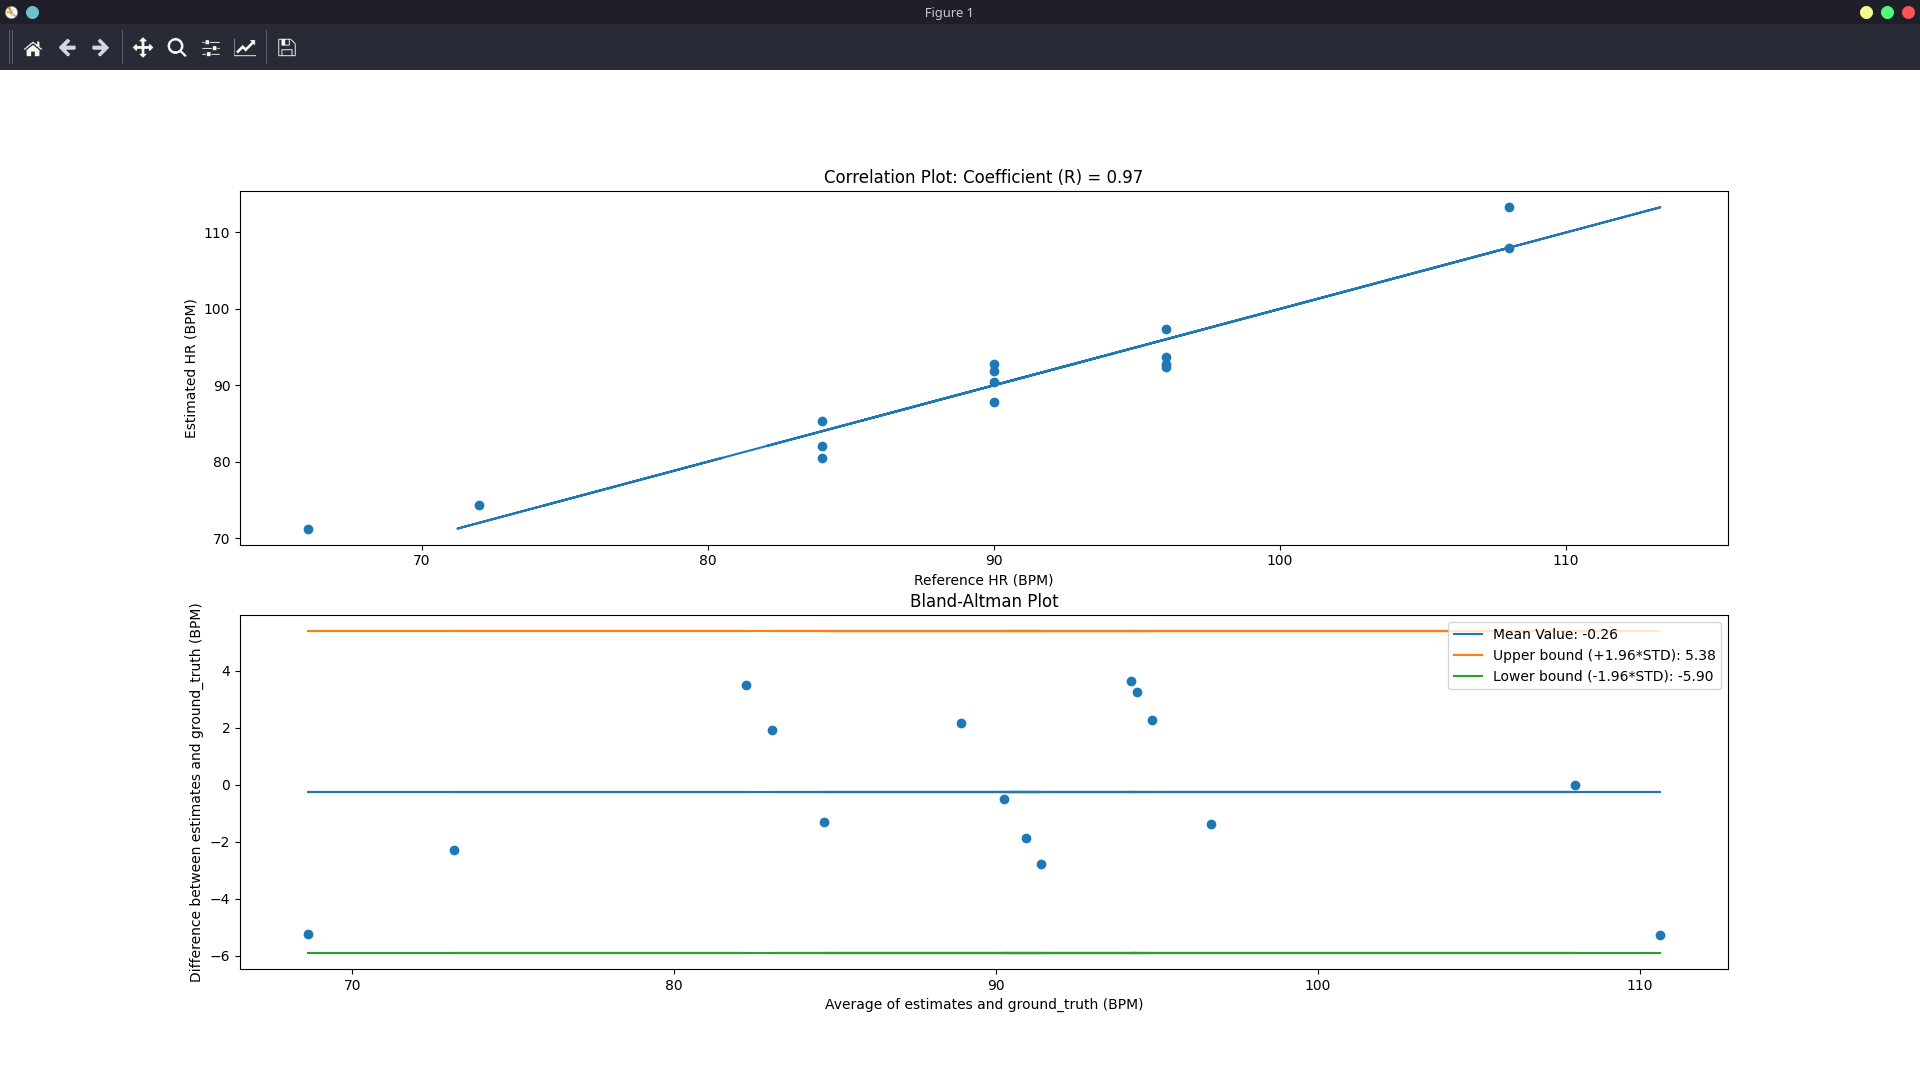 Figure 1
Correlation Plot: Coefficient (R) = 0.97
Estimated HR (BPM)
110
100
90
80
70
70 80 90 100 110
Reference HR (BPM)
Bland-Altman Plot
Difference between estimates and ground_truth (BPM)
Mean Value: -0.26
Upper bound (+1.96*STD): 5.38
Lower bound (-1.96*STD): -5.90
4
2
0
−2
−4
−6
70 80 90 100 110
Average of estimates and ground_truth (BPM)